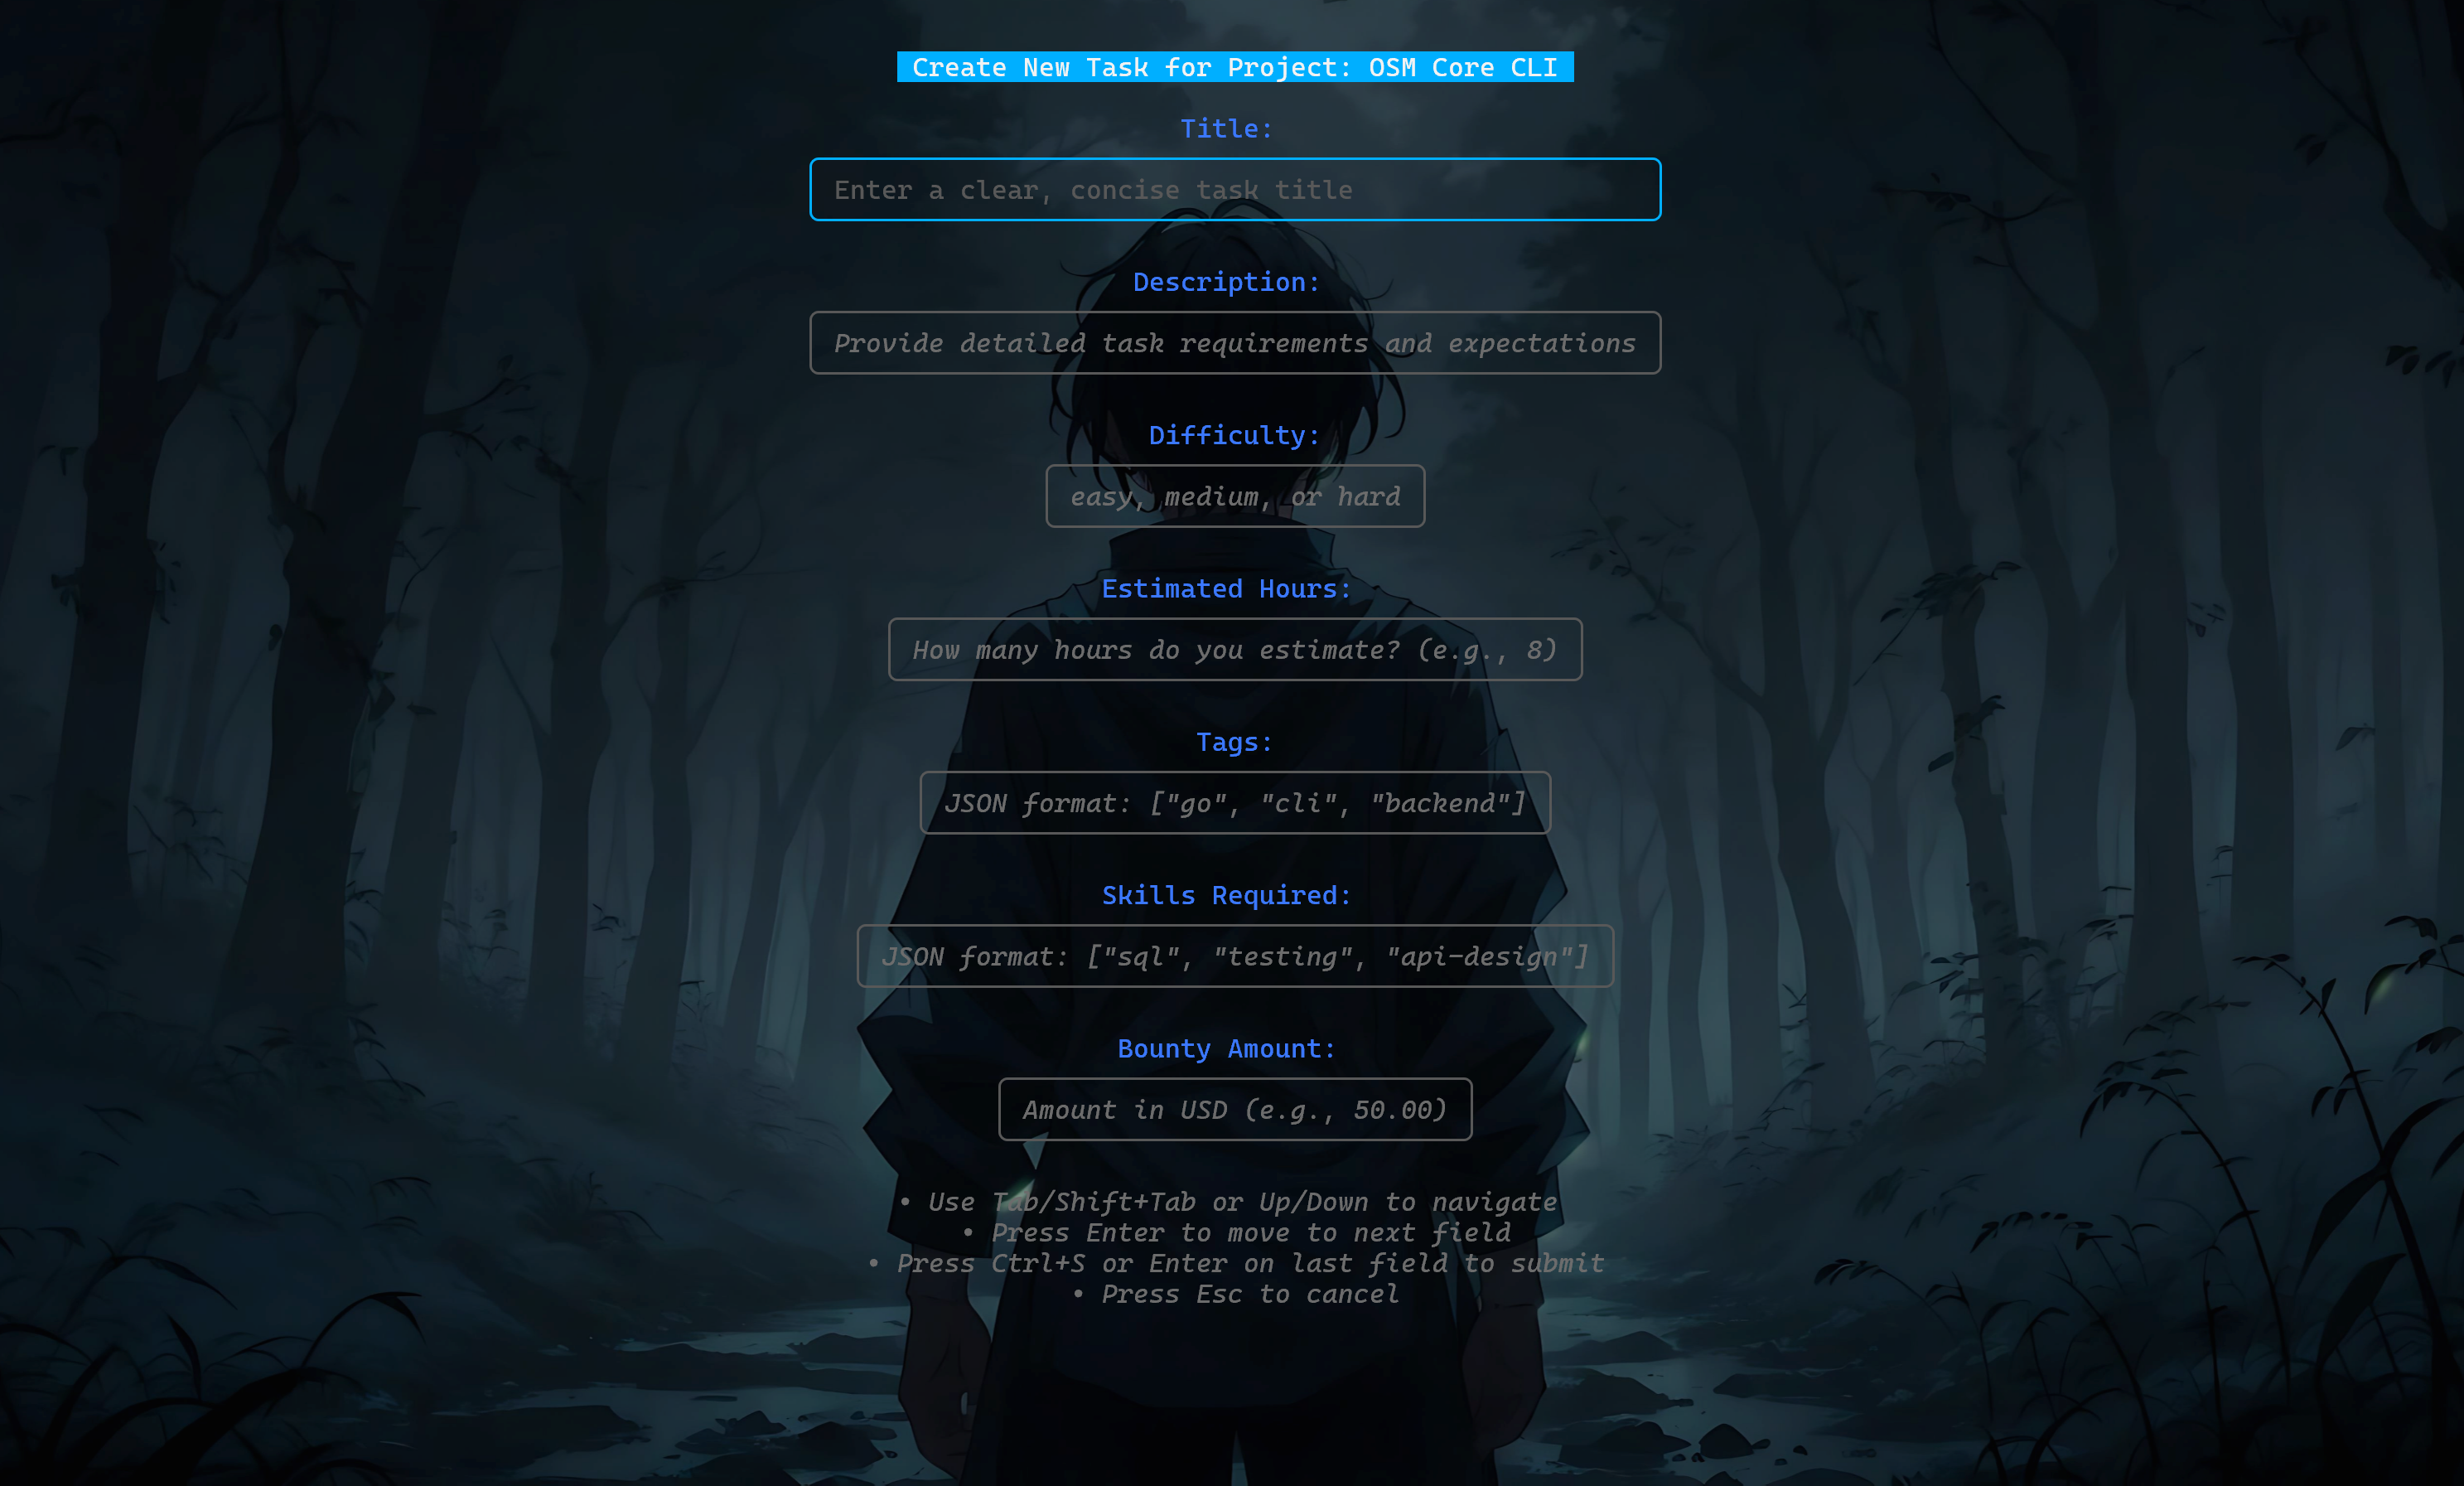 Create New Task for Project: OSM Core CLI
Title:
Enter a clear, concise task title
Description:
Provide detailed task requirements and expectations
Difficulty:
easy, medium, or hard
Estimated Hours:
How many hours do you estimate? (e.g., 8)
Tags:
JSON format: ["go", "cli", "backend"]
Skills Required:
JSON format: ["sql", "testing", "api-design"]
Bounty Amount:
Amount in USD (e.g., 50.00)
• Use Tab/Shift+Tab or Up/Down to navigate
• Press Enter to move to next field
• Press Ctrl+S or Enter on last field to submit
• Press Esc to cancel